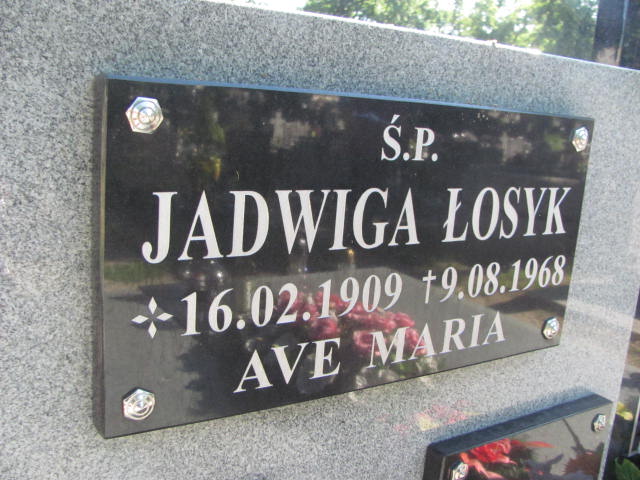 Ś.P.
JADWIGA ŁOSYK
16.02.1909 †9.08.1968
AVE MARIA